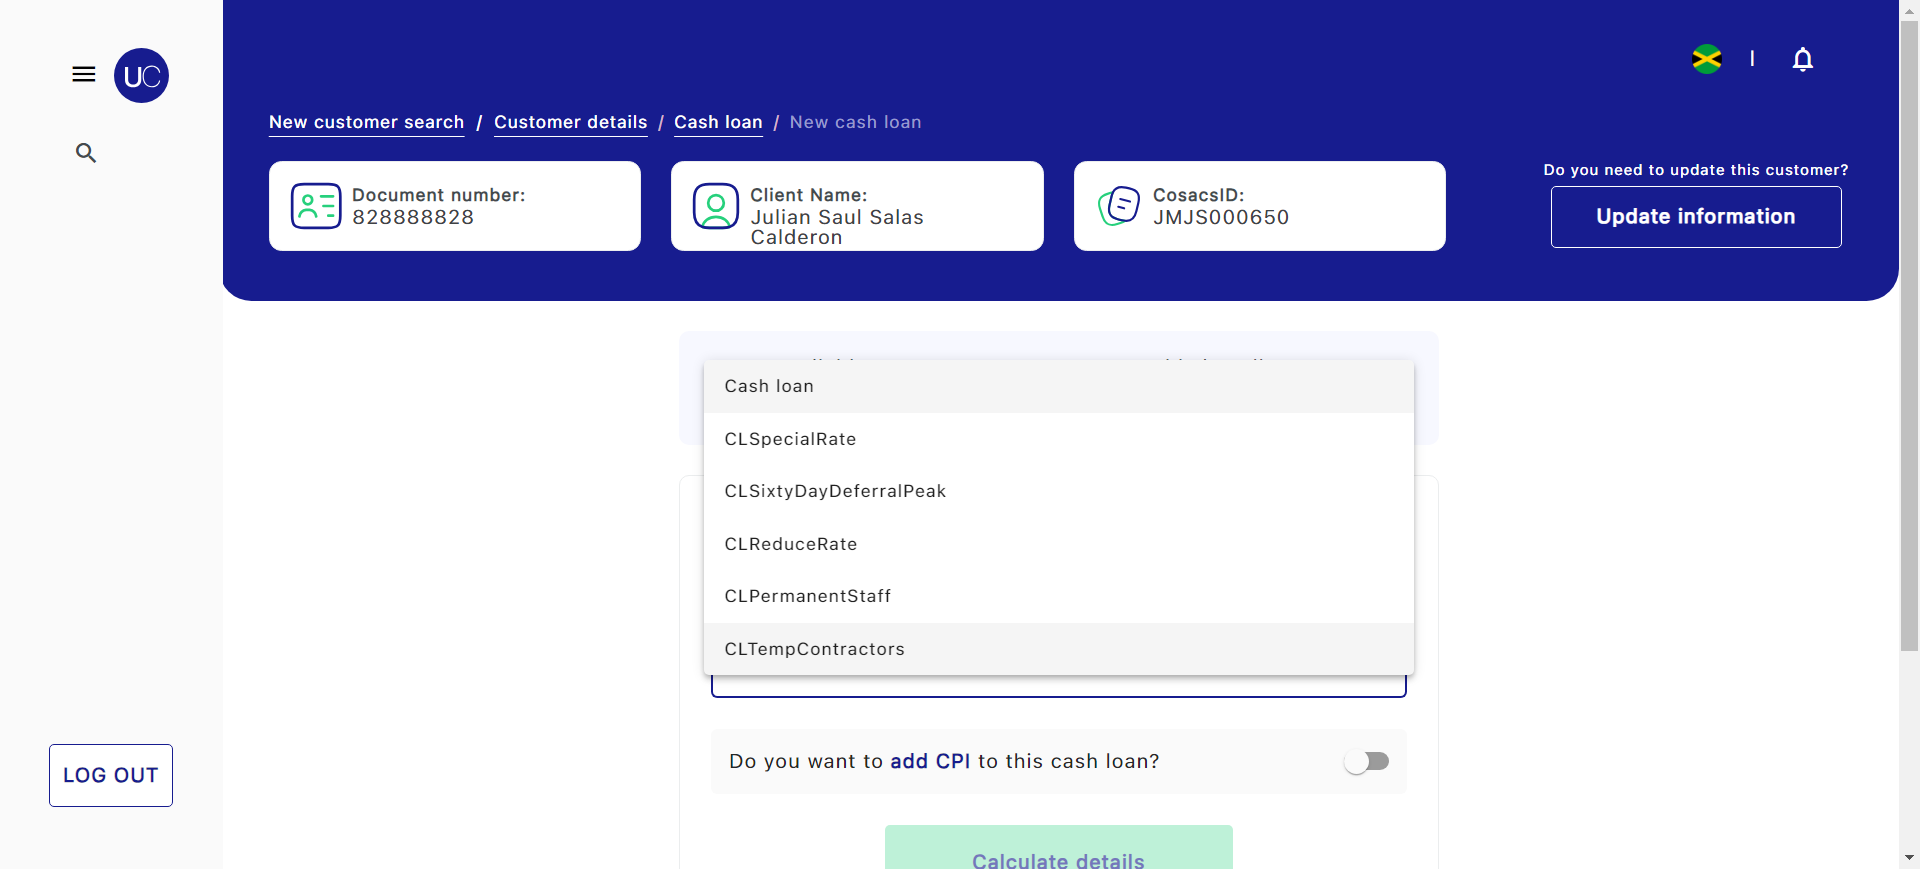 UC
New customer search / Customer details / Cash loan / New cash loan
Document number:
828888828
Client Name:
Julian Saul Salas
Calderon
CosacsID:
JMJS000650
Do you need to update this customer?
Update information
Cash loan
CLSpecialRate
CLSixtyDayDeferralPeak
CLReduceRate
CLPermanentStaff
CLTempContractors
Do you want to add CPI to this cash loan?
Calculate details
LOG OUT